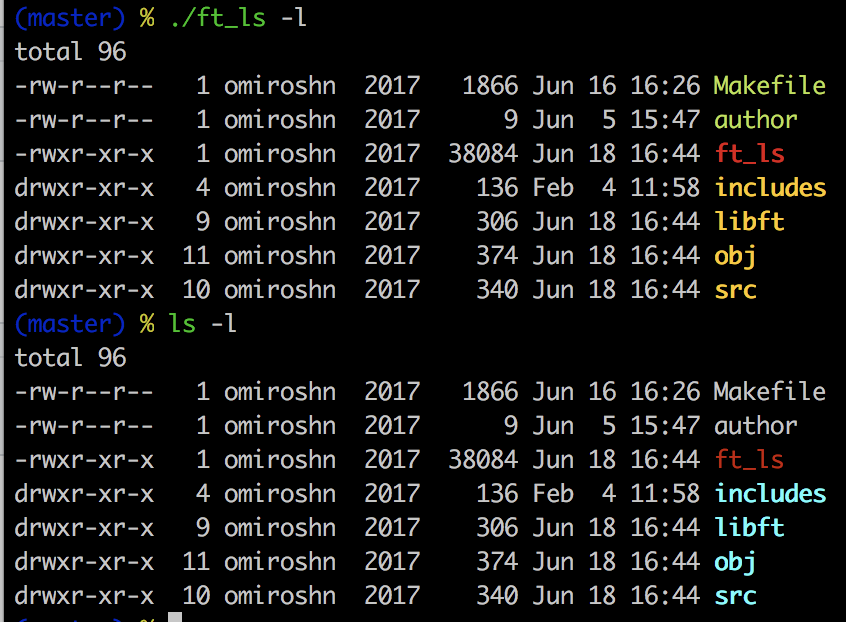 (master) % ./ft_ls -l
total 96
-rw-r--r--   1 omiroshn  2017   1866 Jun 16 16:26 Makefile
-rw-r--r--   1 omiroshn  2017      9 Jun  5 15:47 author
-rwxr-xr-x   1 omiroshn  2017  38084 Jun 18 16:44 ft_ls
drwxr-xr-x   4 omiroshn  2017    136 Feb  4 11:58 includes
drwxr-xr-x   9 omiroshn  2017    306 Jun 18 16:44 libft
drwxr-xr-x  11 omiroshn  2017    374 Jun 18 16:44 obj
drwxr-xr-x  10 omiroshn  2017    340 Jun 18 16:44 src
(master) % ls -l
total 96
-rw-r--r--   1 omiroshn  2017   1866 Jun 16 16:26 Makefile
-rw-r--r--   1 omiroshn  2017      9 Jun  5 15:47 author
-rwxr-xr-x   1 omiroshn  2017  38084 Jun 18 16:44 ft_ls
drwxr-xr-x   4 omiroshn  2017    136 Feb  4 11:58 includes
drwxr-xr-x   9 omiroshn  2017    306 Jun 18 16:44 libft
drwxr-xr-x  11 omiroshn  2017    374 Jun 18 16:44 obj
drwxr-xr-x  10 omiroshn  2017    340 Jun 18 16:44 src